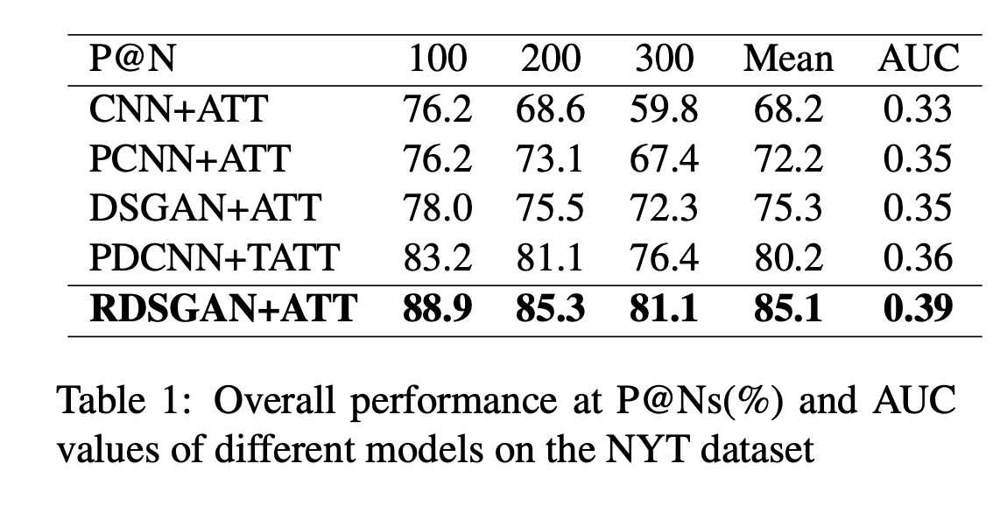 P@N 100 200 300 Mean AUC
CNN+ATT 76.2 68.6 59.8 68.2 0.33
PCNN+ATT 76.2 73.1 67.4 72.2 0.35
DSGAN+ATT 78.0 75.5 72.3 75.3 0.35
PDCNN+TATT 83.2 81.1 76.4 80.2 0.36
RDSGAN+ATT 88.9 85.3 81.1 85.1 0.39
Table 1: Overall performance at P@Ns(%) and AUC
values of different models on the NYT dataset